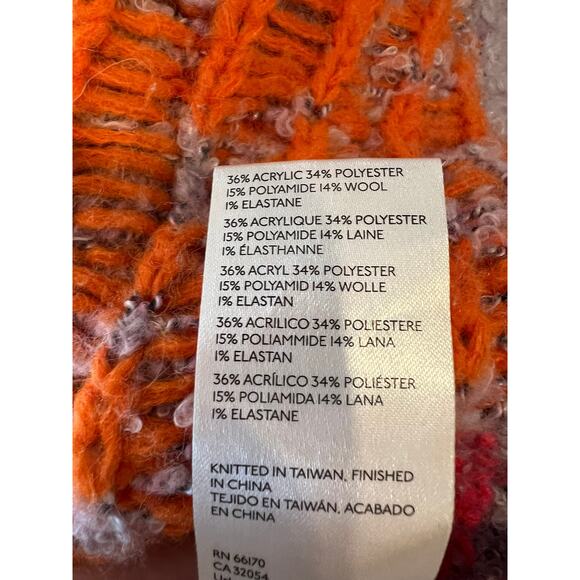 36% ACRYLIC 34% POLYESTER
15% POLYAMIDE 14% WOOL
1% ELASTANE
36% ACRYLIQUE 34% POLYESTER
15% POLYAMIDE 14% LAINE
1% ÉLASTHANNE
36% ACRYL 34% POLYESTER
15% POLYAMID 14% WOLLE
1% ELASTAN
36% ACRILICO 34% POLIESTERE
15% POLIAMMIDE 14% LANA
1% ELASTAN
36% ACRÍLICO 34% POLIÉSTER
15% POLIAMIDA 14% LANA
1% ELASTANE
KNITTED IN TAIWAN, FINISHED
IN CHINA
TEJIDO EN TAIWÁN, ACABADO
EN CHINA
RN 66170
CA 32054